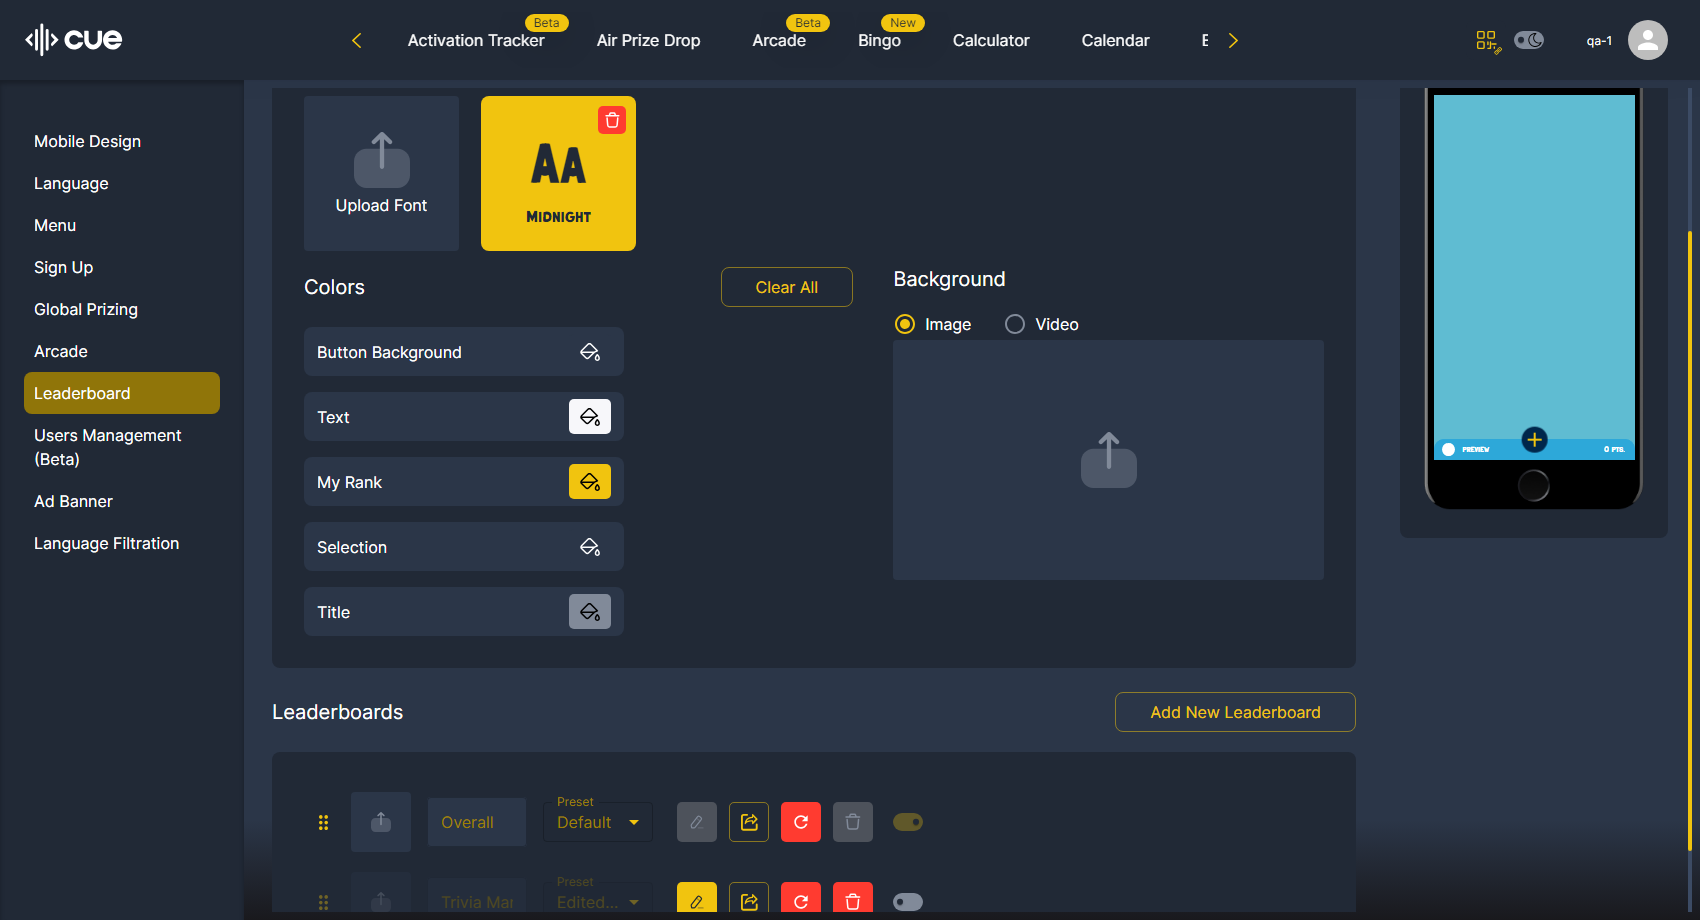 cue
Activation Tracker
Beta
Air Prize Drop
Arcade
Beta
Bingo
New
Calculator
Calendar
qa-1
Mobile Design
Language
Menu
Sign Up
Global Prizing
Arcade
Leaderboard
Users Management
(Beta)
Ad Banner
Language Filtration
Upload Font
AA
MIDNIGHT
Colors
Clear All
Button Background
Text
My Rank
Selection
Title
Background
Image
Video
PREVIEW
0 PTS.
Leaderboards
Add New Leaderboard
Overall
Preset
Default
Trivia Mar
Preset
Edited...